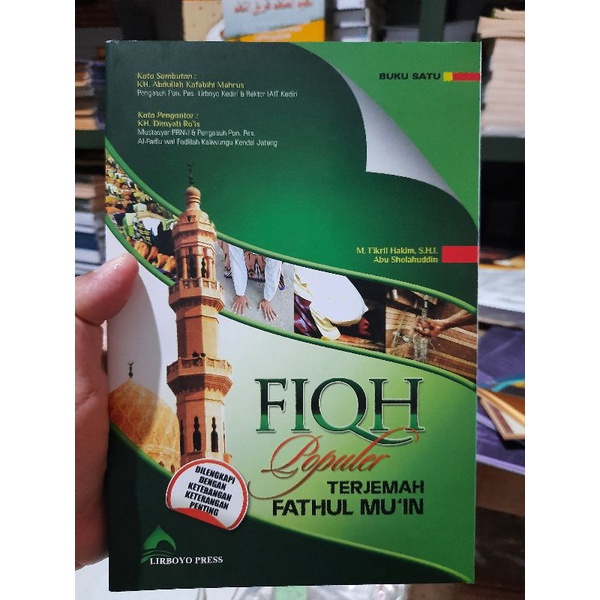 Kata Sambutan :
KH. Abdullah Kafabihi Mahrus
Pengasuh Pon. Pes. Lirboyo Kediri & Rektor IAIT Kediri
Kata Pengantar :
KH. Dimyati Ro'is
Mustasyar PBNU & Pengasuh Pon. Pes.
Al-Fadlu wal Fadlilah Kaliwungu Kendal Jateng
BUKU SATU
M. Fikril Hakim, S.H.I.
Abu Sholahuddin
FIQH
Populer
TERJEMAH
FATHUL MU'IN
DILENGKAPI
DENGAN
KETERANGAN
KETERANGAN
PENTING
LIRBOYO PRESS